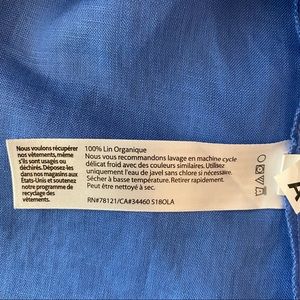 Nous voulons récupérer
nos vêtements, même
s'ils sont usagés ou
déchirés. Déposez-les
dans nos magasins aux
États-Unis et soutenez
notre programme de
recyclage des
vêtements.
100% Lin Organique
Nous vous recommandons lavage en machine cycle
délicat froid avec des couleurs similaires. Utilisez
uniquement l'eau de javel sans chlore si nécessaire.
Sécher à basse température. Retirer rapidement.
Peut être nettoyé à sec.
RN#78121/CA#34460 S18OLA